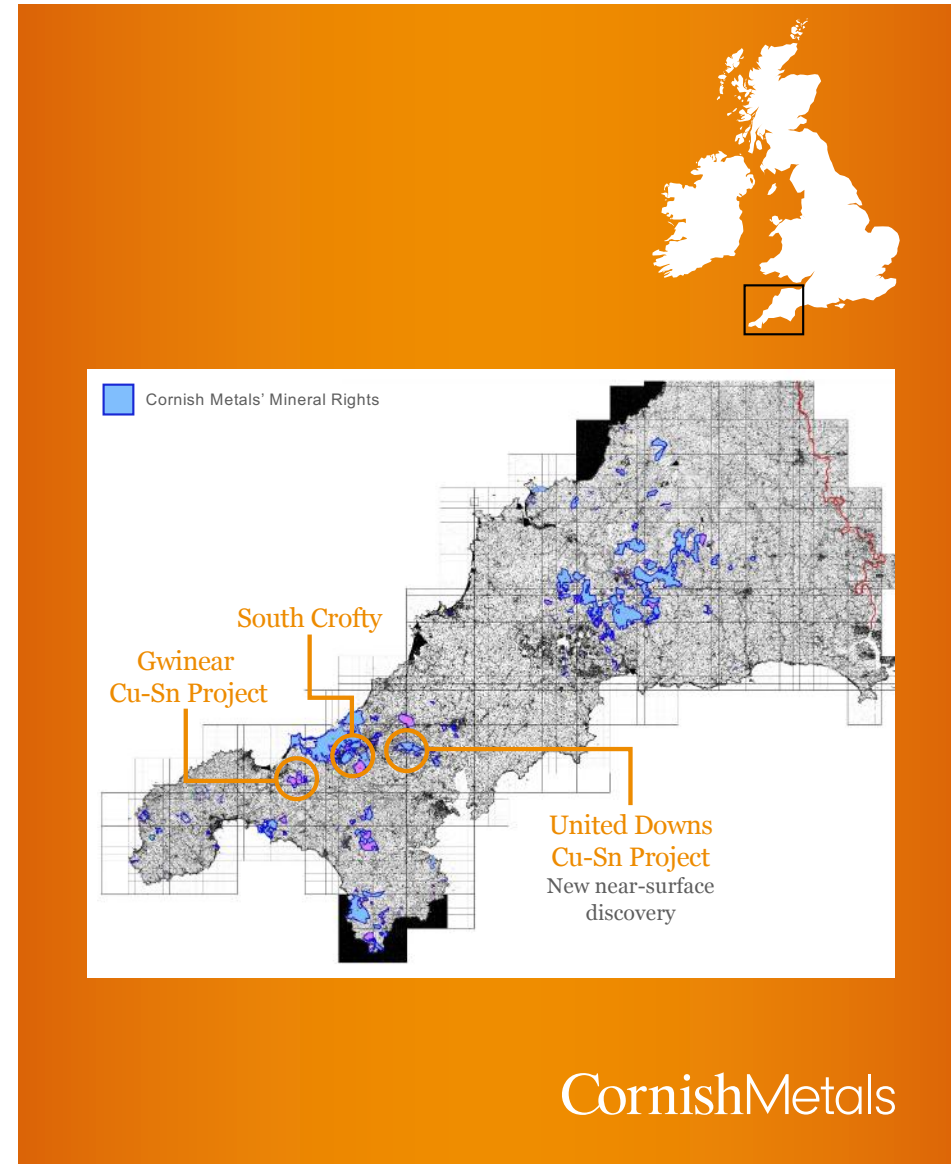 Cornish Metals’ Mineral Rights
South Crofty
Gwinear
Cu-Sn Project
United Downs
Cu-Sn Project
New near-surface
discovery
CornishMetals